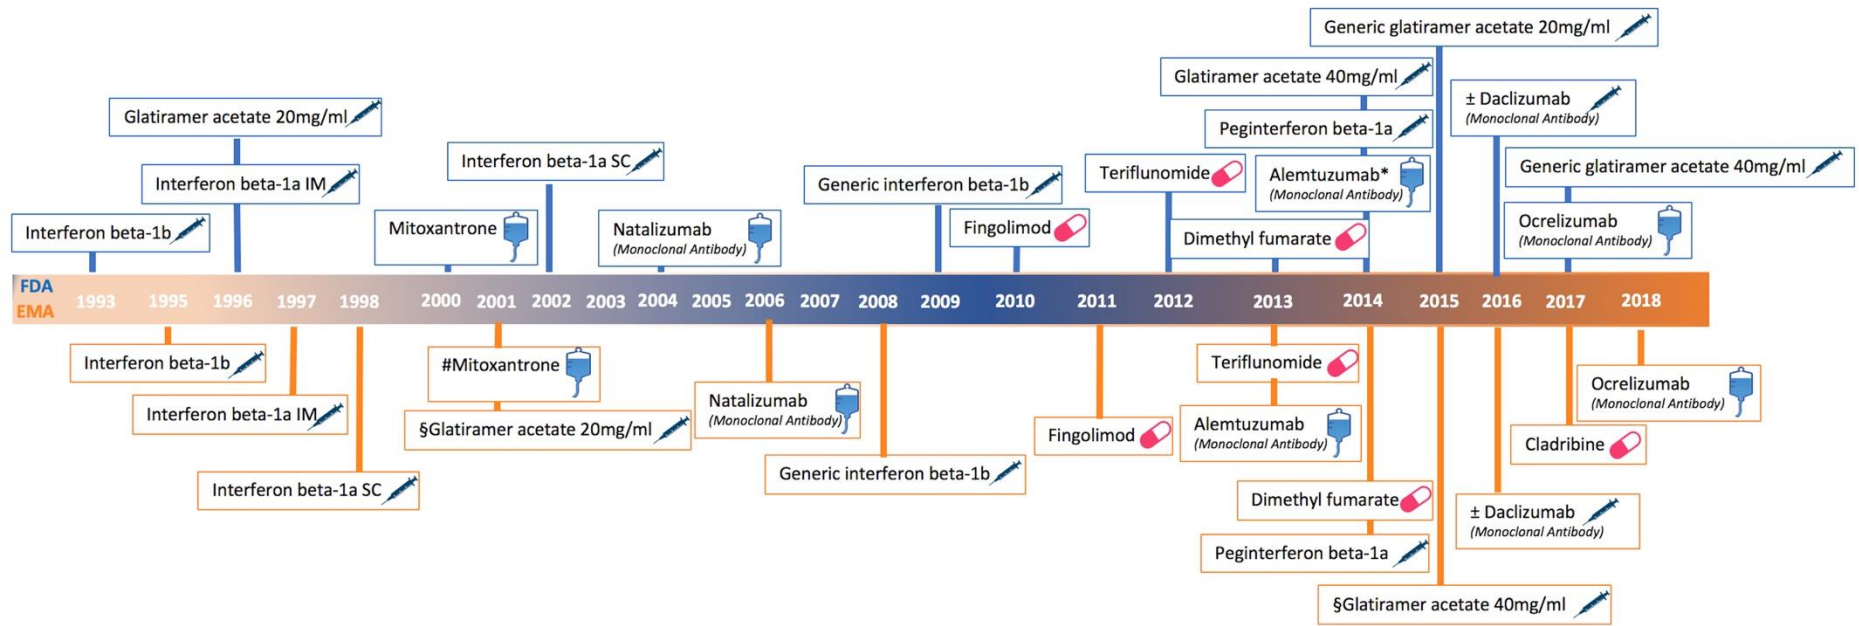 Generic glatiramer acetate 20mg/ml
Glatiramer acetate 40mg/ml
± Daclizumab
(Monoclonal Antibody)
Glatiramer acetate 20mg/ml
Peginterferon beta-1a
Interferon beta-1a SC
Generic glatiramer acetate 40mg/ml
Teriflunomide
Alemtuzumab*
(Monoclonal Antibody)
Interferon beta-1a IM
Generic interferon beta-1b
Interferon beta-1b
Mitoxantrone
Natalizumab
(Monoclonal Antibody)
Fingolimod
Dimethyl fumarate
Ocrelizumab
(Monoclonal Antibody)
FDA
EMA
1993 1995 1996 1997 1998 2000 2001 2002 2003 2004 2005 2006 2007 2008 2009 2010 2011 2012 2013 2014 2015 2016 2017 2018
Interferon beta-1b
#Mitoxantrone
Teriflunomide
Ocrelizumab
(Monoclonal Antibody)
Interferon beta-1a IM
§Glatiramer acetate 20mg/ml
Natalizumab
(Monoclonal Antibody)
Fingolimod
Alemtuzumab
(Monoclonal Antibody)
Cladribine
Interferon beta-1a SC
Generic interferon beta-1b
Dimethyl fumarate
± Daclizumab
(Monoclonal Antibody)
Peginterferon beta-1a
§Glatiramer acetate 40mg/ml